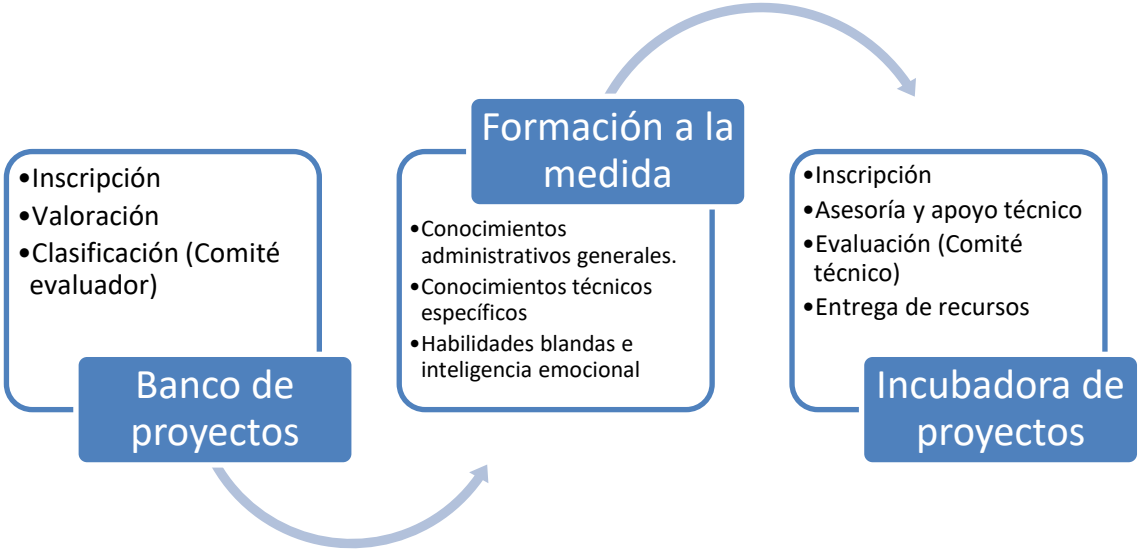 •Inscripción
•Valoración
•Clasificación (Comité
evaluador)
Banco de
proyectos
Formación a la
medida
•Conocimientos
administrativos generales.
•Conocimientos técnicos
específicos
•Habilidades blandas e
inteligencia emocional
•Inscripción
•Asesoría y apoyo técnico
•Evaluación (Comité
técnico)
•Entrega de recursos
Incubadora de
proyectos